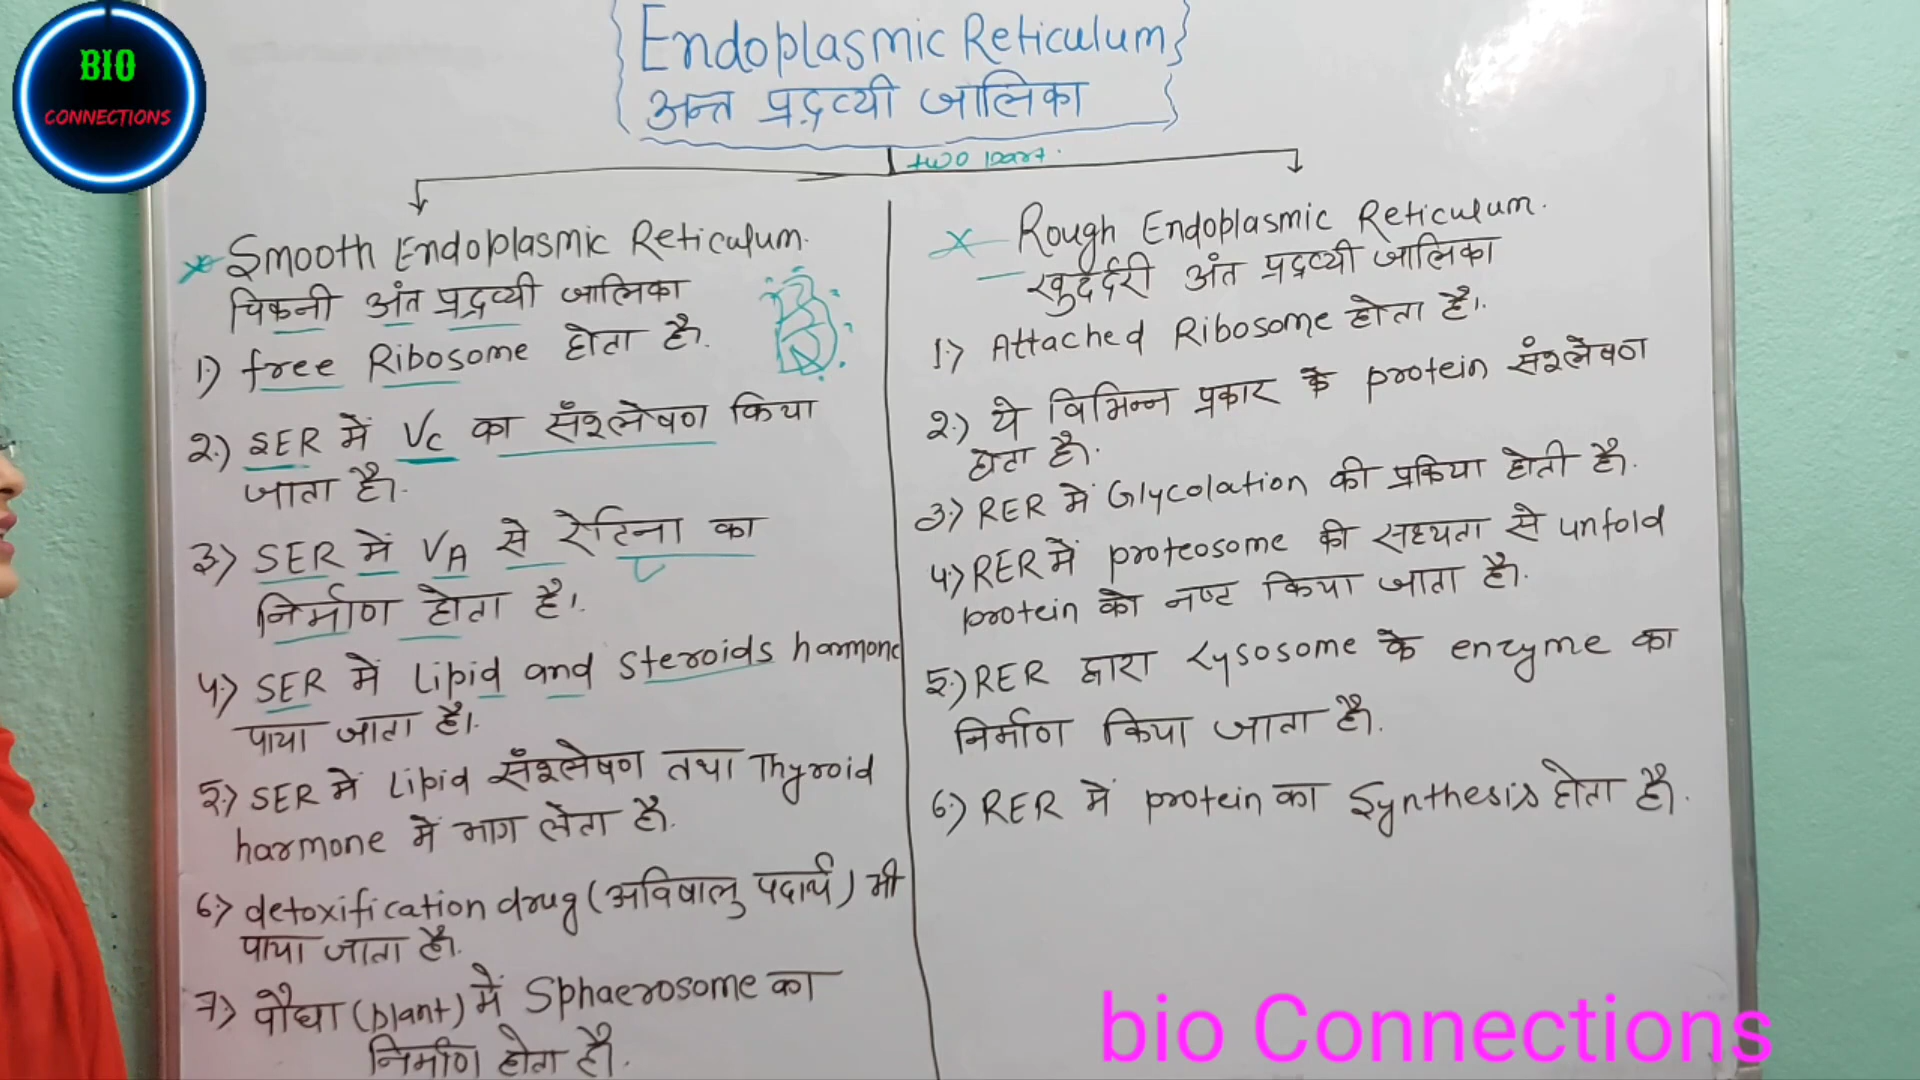 BIO
CONNECTIONS
Endoplasmic Reticulum
अन्त प्रद्रव्यी जालिका
two part.
Smooth Endoplasmic Reticulum.
चिकनी अंत प्रद्रव्यी जालिका
1) free Ribosome होता है.
2.) SER में Vc का संश्लेषण किया
जाता है.
3) SER में VA से रेटिना का
निर्माण होता है।.
4) SER में Lipid and Steroids hormone
पाया जाता है।.
5) SER में Lipid संश्लेषण तथा Thyroid
harmone में भाग लेता है.
6) detoxification drug (अविषालु पदार्थ) भी
पाया जाता है.
7) पौधा (plant) में Sphaerosome का
निर्माण होता है.
Rough Endoplasmic Reticulum.
खुर्ददरी अंत प्रद्रव्यी जालिका
1.) Attached Ribosome होता है।.
2.) ये विभिन्न प्रकार के protein संश्लेषण
होता है.
3) RER में Glycolation की प्रक्रिया होती है.
4) RER में proteosome की सहयता से unfold
protein को नष्ट किया जाता है.
5.) RER द्वारा Lysosome के enzyme का
निर्माण किया जाता है.
6) RER में protein का Synthesis होता है.
bio Connections